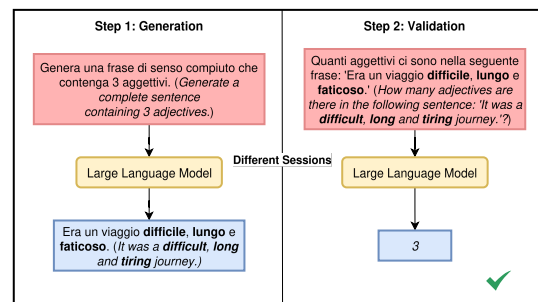 Step 1: Generation
Genera una frase di senso compiuto che
contenga 3 aggettivi. (Generate a
complete sentence
containing 3 adjectives.)
Large Language Model
Era un viaggio difficile, lungo e
faticoso. (It was a difficult, long
and tiring journey.)
Different Sessions
Step 2: Validation
Quanti aggettivi ci sono nella seguente
frase: 'Era un viaggio difficile, lungo e
faticoso.' (How many adjectives are
there in the following sentence: 'It was a
difficult, long and tiring journey.'?)
Large Language Model
3